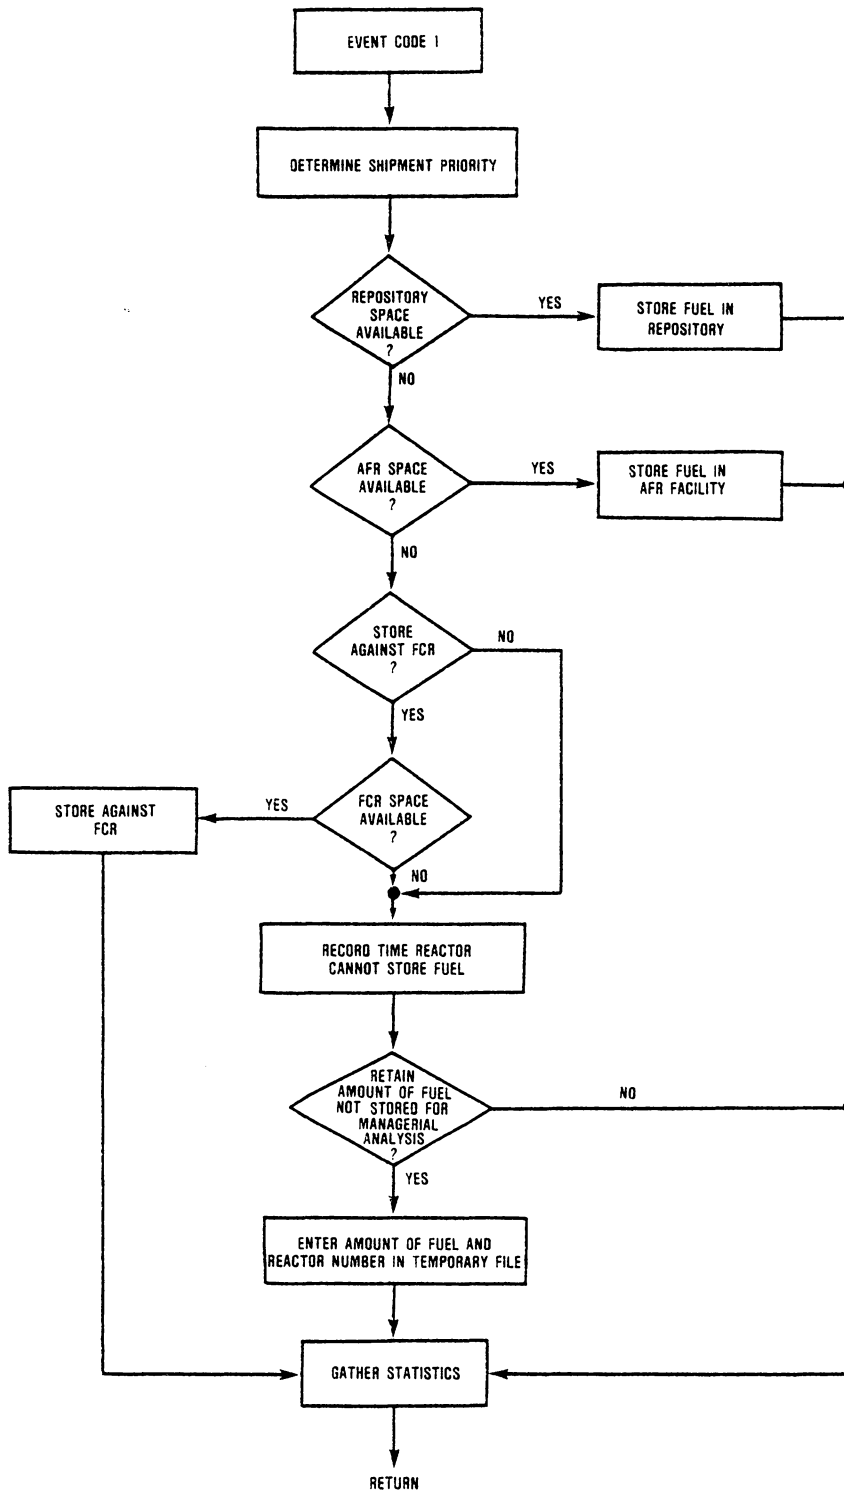 EVENT CODE 1
DETERMINE SHIPMENT PRIORITY
REPOSITORY
SPACE
AVAILABLE
?
YES
STORE FUEL IN
REPOSITORY
NO
AFR SPACE
AVAILABLE
?
YES
STORE FUEL IN
AFR FACILITY
NO
STORE
AGAINST FCR
?
NO
YES
FCR SPACE
AVAILABLE
?
YES
STORE AGAINST
FCR
NO
RECORD TIME REACTOR
CANNOT STORE FUEL
RETAIN
AMOUNT OF FUEL
NOT STORED FOR
MANAGERIAL
ANALYSIS
?
NO
YES
ENTER AMOUNT OF FUEL AND
REACTOR NUMBER IN TEMPORARY FILE
GATHER STATISTICS
RETURN